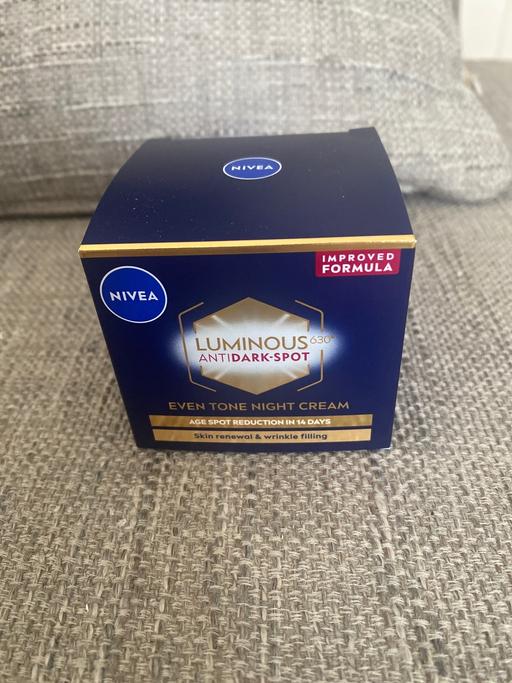 NIVEA
IMPROVED
FORMULA
NIVEA
LUMINOUS630®
ANTIDARK-SPOT
EVEN TONE NIGHT CREAM
AGE SPOT REDUCTION IN 14 DAYS
Skin renewal & wrinkle filling